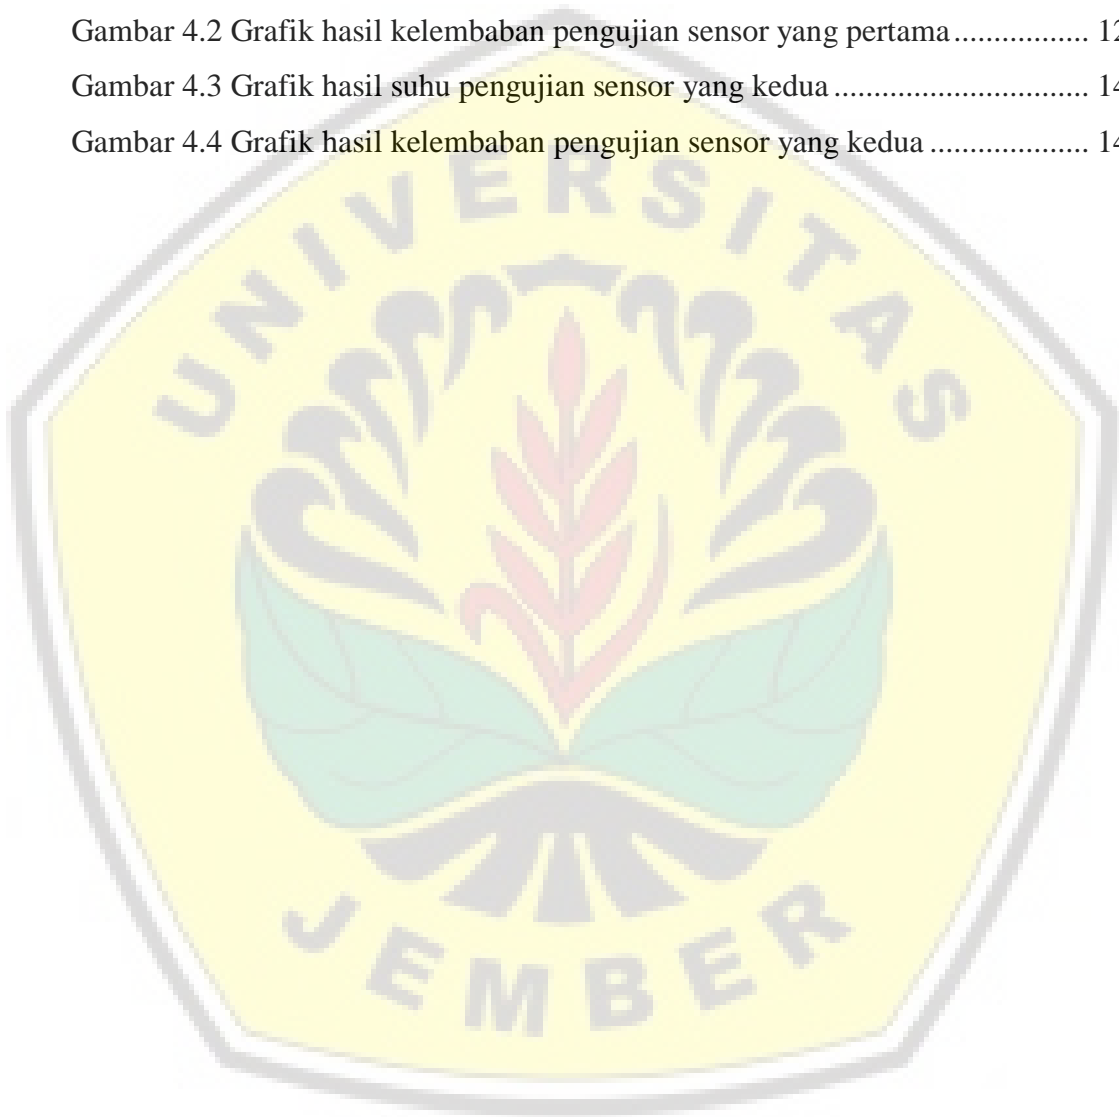 Gambar 4.2 Grafik hasil kelembaban pengujian sensor yang pertama................. 12
Gambar 4.3 Grafik hasil suhu pengujian sensor yang kedua............................... 14
Gambar 4.4 Grafik hasil kelembaban pengujian sensor yang kedua................... 14
UNIVERSITAS
JEMBER